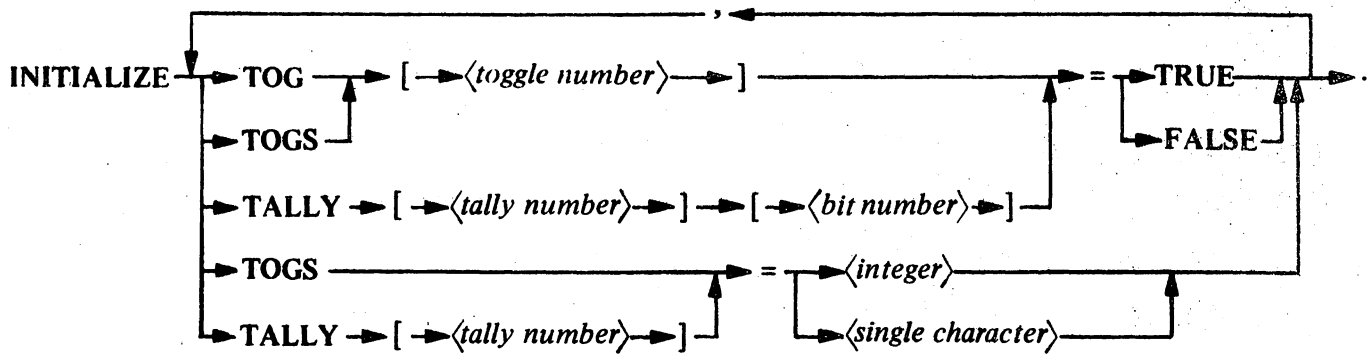 ,
INITIALIZE TOG [ ⟨toggle number⟩ ] = TRUE .
TOGS FALSE
TALLY [ ⟨tally number⟩ ] [ ⟨bit number⟩ ]
TOGS = ⟨integer⟩
TALLY [ ⟨tally number⟩ ] ⟨single character⟩